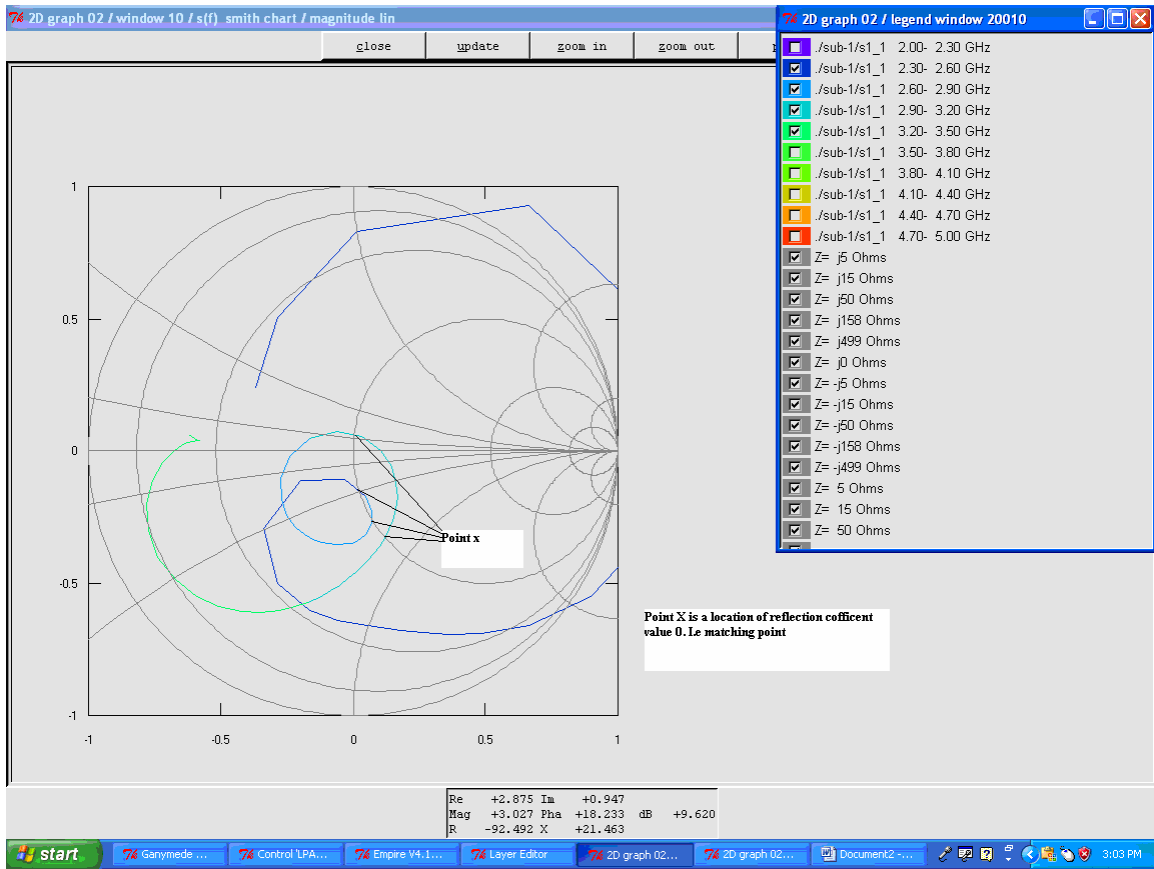 2D graph 02 / window 10 / s(f) smith chart / magnitude lin
close update zoom in zoom out
1
0.5
0
-0.5
-1
-1 -0.5 0 0.5 1
Point x
Point X is a location of reflection cofficent
value 0. I.e matching point
2D graph 02 / legend window 20010
./sub-1/s1_1 2.00- 2.30 GHz
./sub-1/s1_1 2.30- 2.60 GHz
./sub-1/s1_1 2.60- 2.90 GHz
./sub-1/s1_1 2.90- 3.20 GHz
./sub-1/s1_1 3.20- 3.50 GHz
./sub-1/s1_1 3.50- 3.80 GHz
./sub-1/s1_1 3.80- 4.10 GHz
./sub-1/s1_1 4.10- 4.40 GHz
./sub-1/s1_1 4.40- 4.70 GHz
./sub-1/s1_1 4.70- 5.00 GHz
Z= j5 Ohms
Z= j15 Ohms
Z= j50 Ohms
Z= j158 Ohms
Z= j499 Ohms
Z= j0 Ohms
Z= -j5 Ohms
Z= -j15 Ohms
Z= -j50 Ohms
Z= -j158 Ohms
Z= -j499 Ohms
Z= 5 Ohms
Z= 15 Ohms
Z= 50 Ohms
Re +2.875 Im +0.947
Mag +3.027 Pha +18.233 dB +9.620
R -92.492 X +21.463
start Ganymede ... Control 'LPA... Empire V4.1... Layer Editor 2D graph 02... 2D graph 02... Document2 -... 3:03 PM